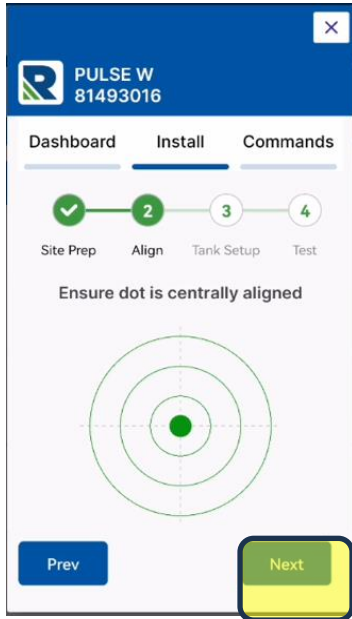 ×
PULSE W
81493016
Dashboard Install Commands
2 3 4
Site Prep Align Tank Setup Test
Ensure dot is centrally aligned
Prev Next